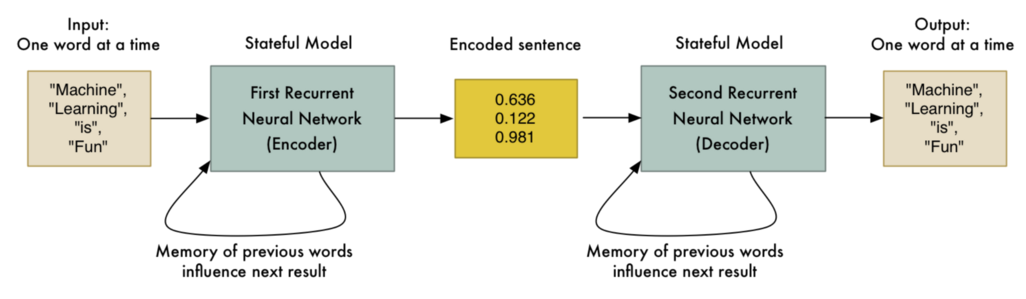 Input:
One word at a time
"Machine",
"Learning",
"is",
"Fun"
Stateful Model
First Recurrent
Neural Network
(Encoder)
Memory of previous words
influence next result
Encoded sentence
0.636
0.122
0.981
Stateful Model
Second Recurrent
Neural Network
(Decoder)
Memory of previous words
influence next result
Output:
One word at a time
"Machine",
"Learning",
"is",
"Fun"